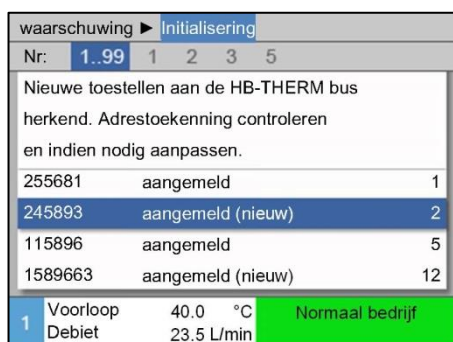 waarschuwing ► Initialisering
Nr: 1..99 1 2 3 5
Nieuwe toestellen aan de HB-THERM bus
herkend. Adrestoekenning controleren
en indien nodig aanpassen.
255681 aangemeld 1
245893 aangemeld (nieuw) 2
115896 aangemeld 5
1589663 aangemeld (nieuw) 12
1 Voorloop 40.0 °C Normaal bedrijf
Debiet 23.5 L/min